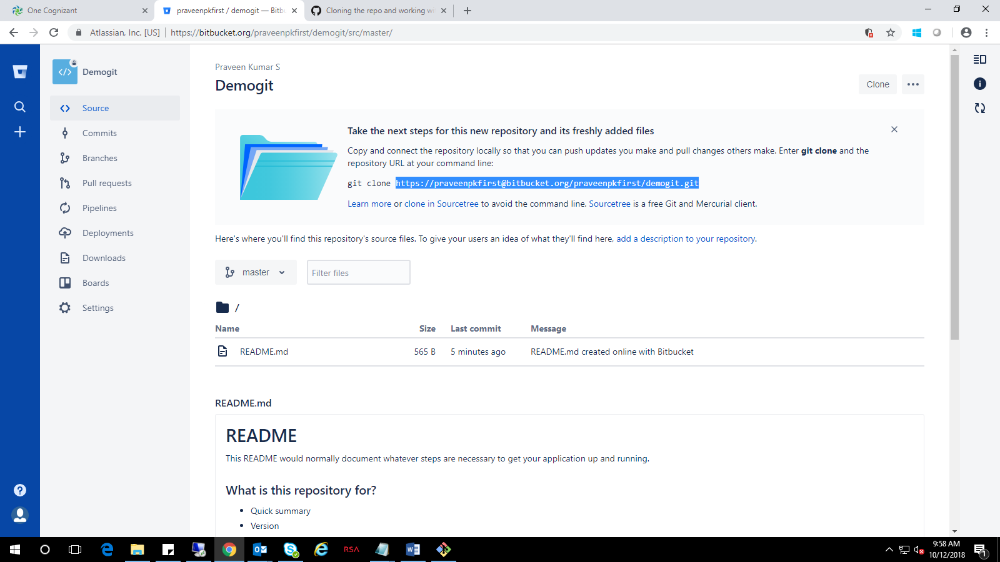 One Cognizant
praveenpkfirst / demogit — Bitbu
Cloning the repo and working wi
Atlassian, Inc. [US]
https://bitbucket.org/praveenpkfirst/demogit/src/master/
Demogit
Source
Commits
Branches
Pull requests
Pipelines
Deployments
Downloads
Boards
Settings
Praveen Kumar S
Demogit
Clone
Take the next steps for this new repository and its freshly added files
Copy and connect the repository locally so that you can push updates you make and pull changes others make. Enter git clone and the
repository URL at your command line:
git clone https://praveenpkfirst@bitbucket.org/praveenpkfirst/demogit.git
Learn more or clone in Sourcetree to avoid the command line. Sourcetree is a free Git and Mercurial client.
Here's where you'll find this repository's source files. To give your users an idea of what they'll find here, add a description to your repository.
master
Filter files
/
Name Size Last commit Message
README.md 565 B 5 minutes ago README.md created online with Bitbucket
README.md
README
This README would normally document whatever steps are necessary to get your application up and running.
What is this repository for?
• Quick summary
• Version
RSA
9:58 AM
10/12/2018
1